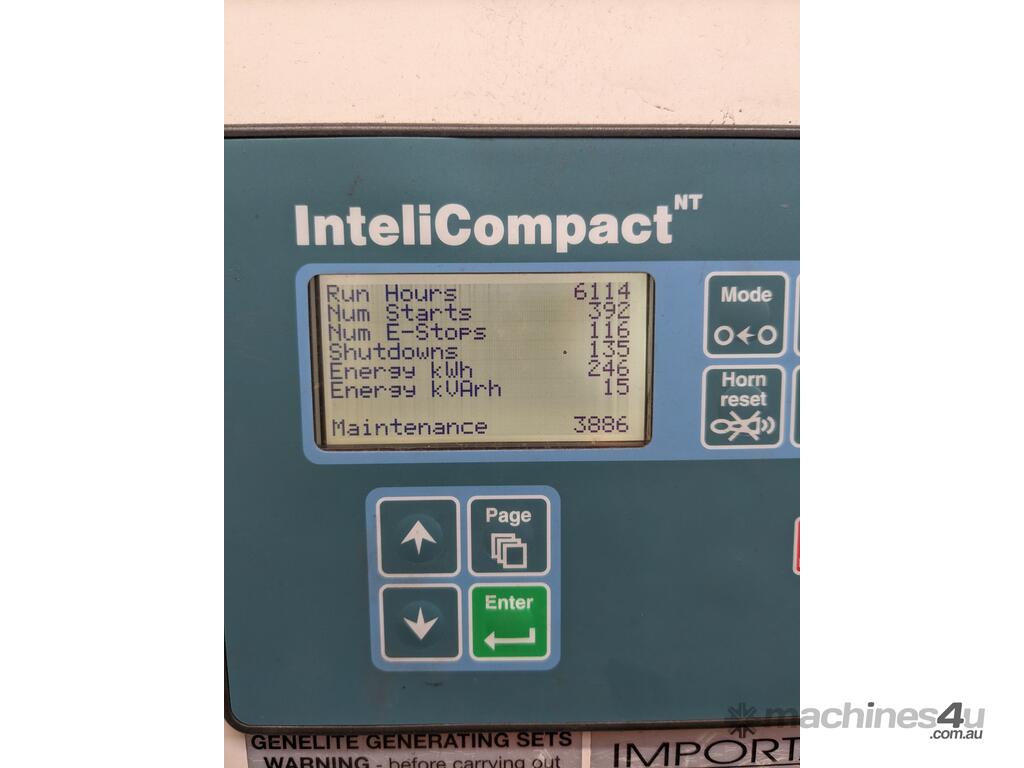 InteliCompact NT
Run Hours 6114
Num Starts 392
Num E-Stops 116
Shutdowns 135
Energy kWh 246
Energy kVArh 15
Maintenance 3886
Mode
Horn
reset
Page
Enter
GENELITE GENERATING SETS
WARNING - before carrying out
IMPORT
machines4u
.com.au